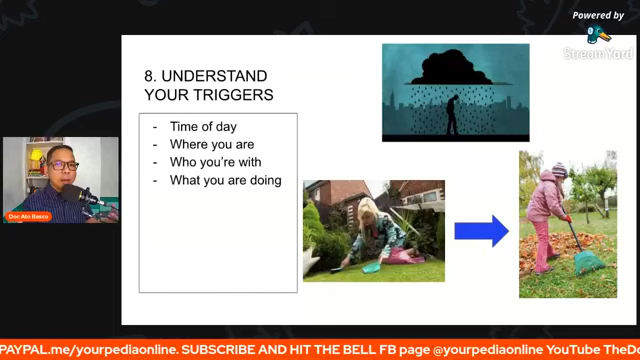 Powered by
StreamYard
8. UNDERSTAND
YOUR TRIGGERS
- Time of day
- Where you are
- Who you're with
- What you are doing
Doc Ato Basco
PAYPAL.me/yourpediaonline. SUBSCRIBE AND HIT THE BELL FB page @yourpediaonline YouTube TheDo